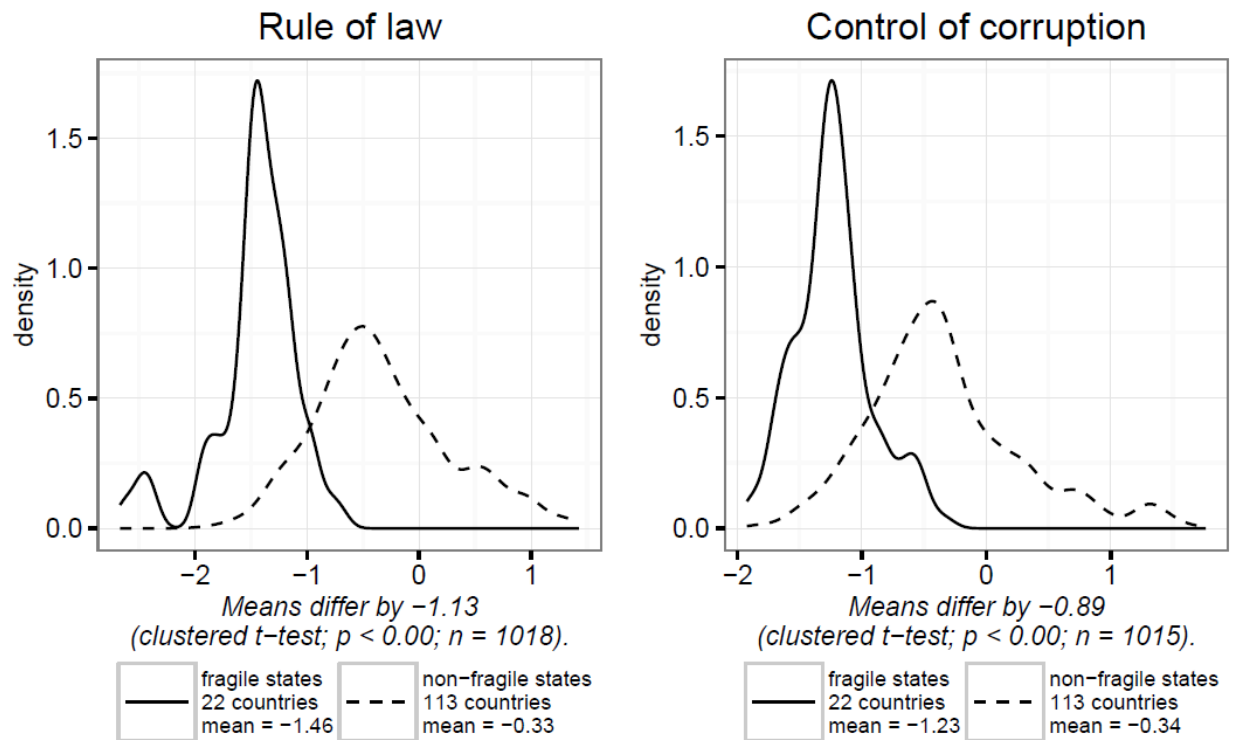 Rule of law
density
1.5
1.0
0.5
0.0
−2 −1 0 1
Means differ by −1.13
(clustered t−test; p < 0.00; n = 1018).
fragile states
22 countries
mean = −1.46
non−fragile states
113 countries
mean = −0.33
Control of corruption
density
1.5
1.0
0.5
0.0
−2 −1 0 1
Means differ by −0.89
(clustered t−test; p < 0.00; n = 1015).
fragile states
22 countries
mean = −1.23
non−fragile states
113 countries
mean = −0.34